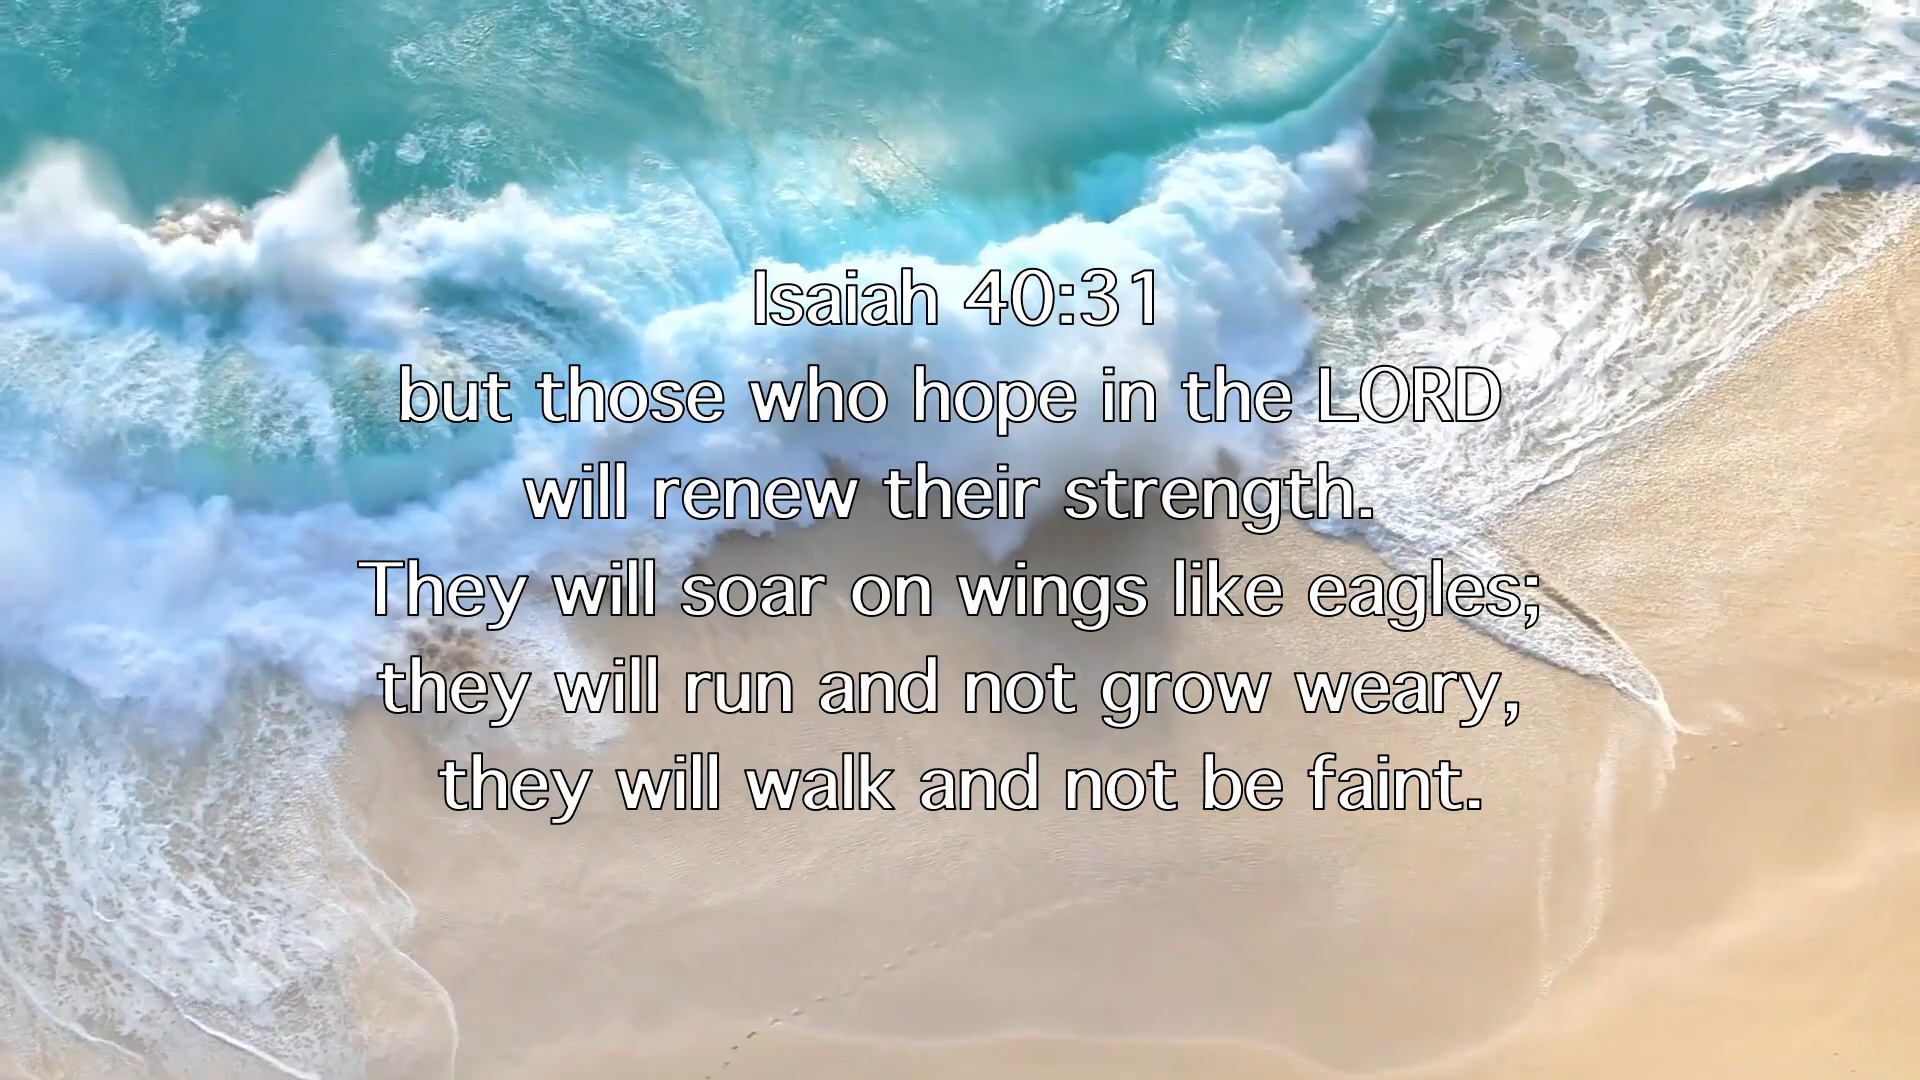 Isaiah 40:31
but those who hope in the LORD
will renew their strength.
They will soar on wings like eagles;
they will run and not grow weary,
they will walk and not be faint.